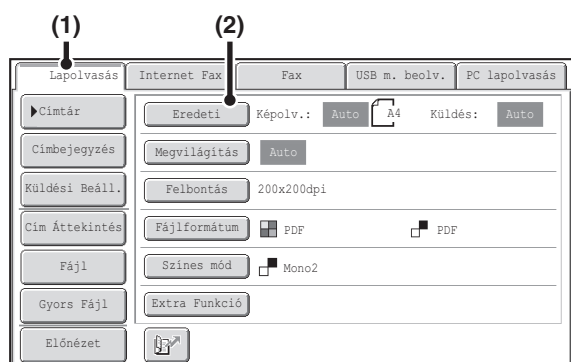 (1) (2)
Lapolvasás Internet Fax Fax USB m. beolv. PC lapolvasás
Címtár Eredeti Képolv.: Auto A4 Küldés: Auto
Címbejegyzés Megvilágítás Auto
Küldési Beáll. Felbontás 200x200dpi
Cím Áttekintés Fájlformátum PDF PDF
Fájl Színes mód Mono2
Gyors Fájl Extra Funkció
Előnézet